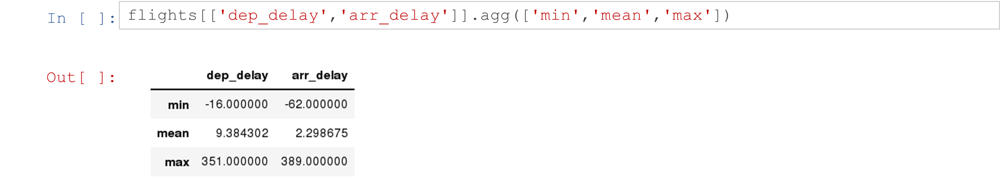 In [ ]: flights[['dep_delay','arr_delay']].agg(['min','mean','max'])
Out[ ]:
dep_delay arr_delay
min -16.000000 -62.000000
mean 9.384302 2.298675
max 351.000000 389.000000